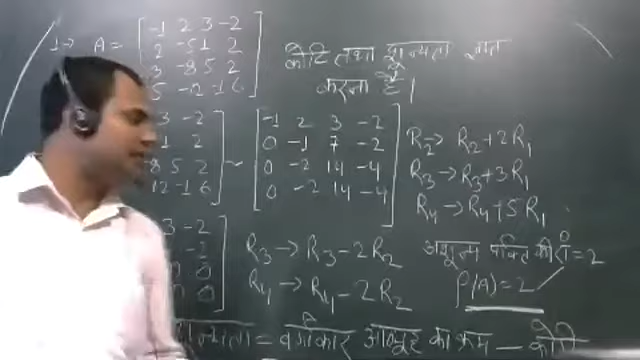 1→ A = [ -1 2 3 -2
2 -5 1 2
3 -8 5 2
5 -12 -1 6 ]
कोटि तथा शून्यता ज्ञात
करना है।
3 -2
1 2
8 5 2
12 -1 6 ] ~ [ -1 2 3 -2
0 -1 7 -2
0 -2 14 -4
0 -2 14 -4 ]
R2 → R2 + 2R1
R3 → R3 + 3R1
R4 → R4 + 5R1
3 -2
-2
0
0 ]
R3 → R3 - 2R2
R4 → R4 - 2R2
अशून्य पंक्ति की सं० = 2
ρ(A) = 2
शून्यता = वर्गाकार आव्यूह का क्रम - कोटि